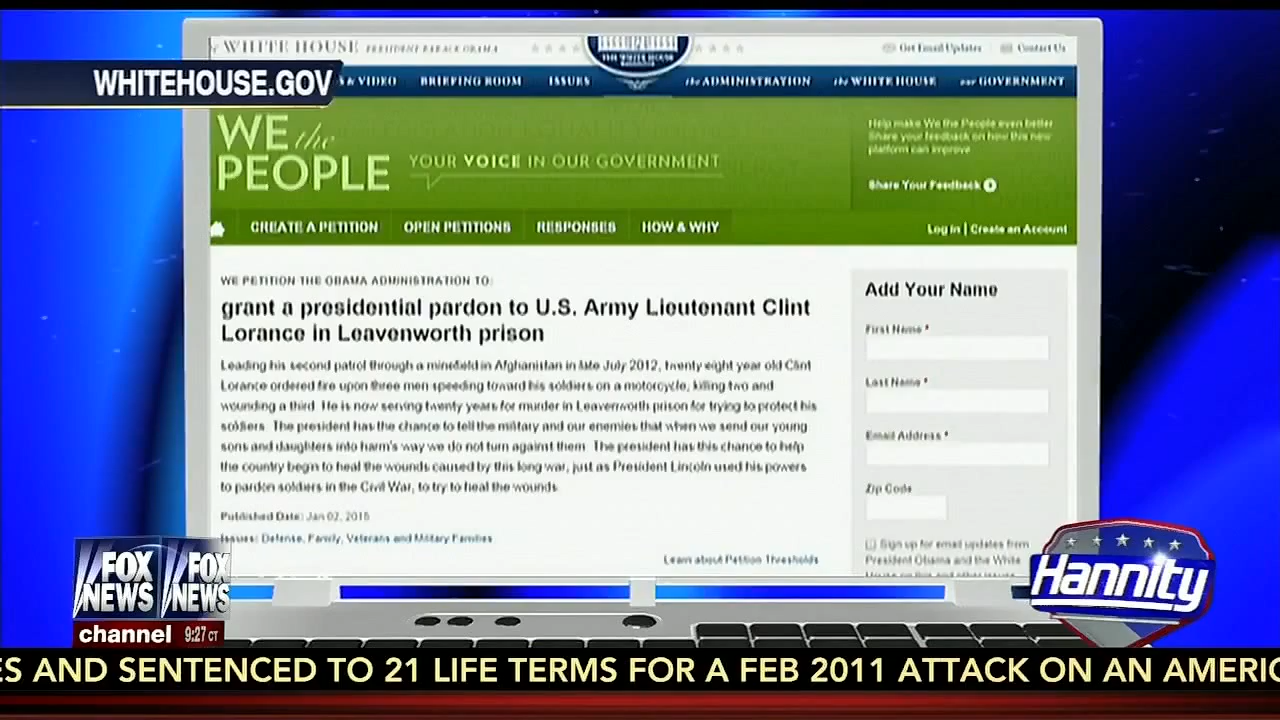 WHITE HOUSE PRESIDENT BARACK OBAMA
THE WHITE HOUSE
Get Email Updates
Contact Us
WHITEHOUSE.GOV
& VIDEO BRIEFING ROOM ISSUES the ADMINISTRATION the WHITE HOUSE our GOVERNMENT
WE the
PEOPLE
YOUR VOICE IN OUR GOVERNMENT
Help make We the People even better.
Share your feedback on how this new
platform can improve.
Share Your Feedback
CREATE A PETITION OPEN PETITIONS RESPONSES HOW & WHY
Log in | Create an Account
WE PETITION THE OBAMA ADMINISTRATION TO:
grant a presidential pardon to U.S. Army Lieutenant Clint
Lorance in Leavenworth prison
Leading his second patrol through a minefield in Afghanistan in late July 2012, twenty eight year old Clint
Lorance ordered fire upon three men speeding toward his soldiers on a motorcycle, killing two and
wounding a third. He is now serving twenty years for murder in Leavenworth prison for trying to protect his
soldiers. The president has the chance to tell the military and our enemies that when we send our young
sons and daughters into harm's way we do not turn against them. The president has this chance to help
the country begin to heal the wounds caused by this long war, just as President Lincoln used his powers
to pardon soldiers in the Civil War, to try to heal the wounds.
Published Date: Jan 02, 2015
Issues: Defense, Family, Veterans and Military Families
Learn about Petition Thresholds
Add Your Name
First Name *
Last Name *
Email Address *
Zip Code
Sign up for email updates from
President Obama and the White
House on this and other issues
FOX NEWS FOX NEWS
channel 9:27 CT
Hannity
ES AND SENTENCED TO 21 LIFE TERMS FOR A FEB 2011 ATTACK ON AN AMERIC